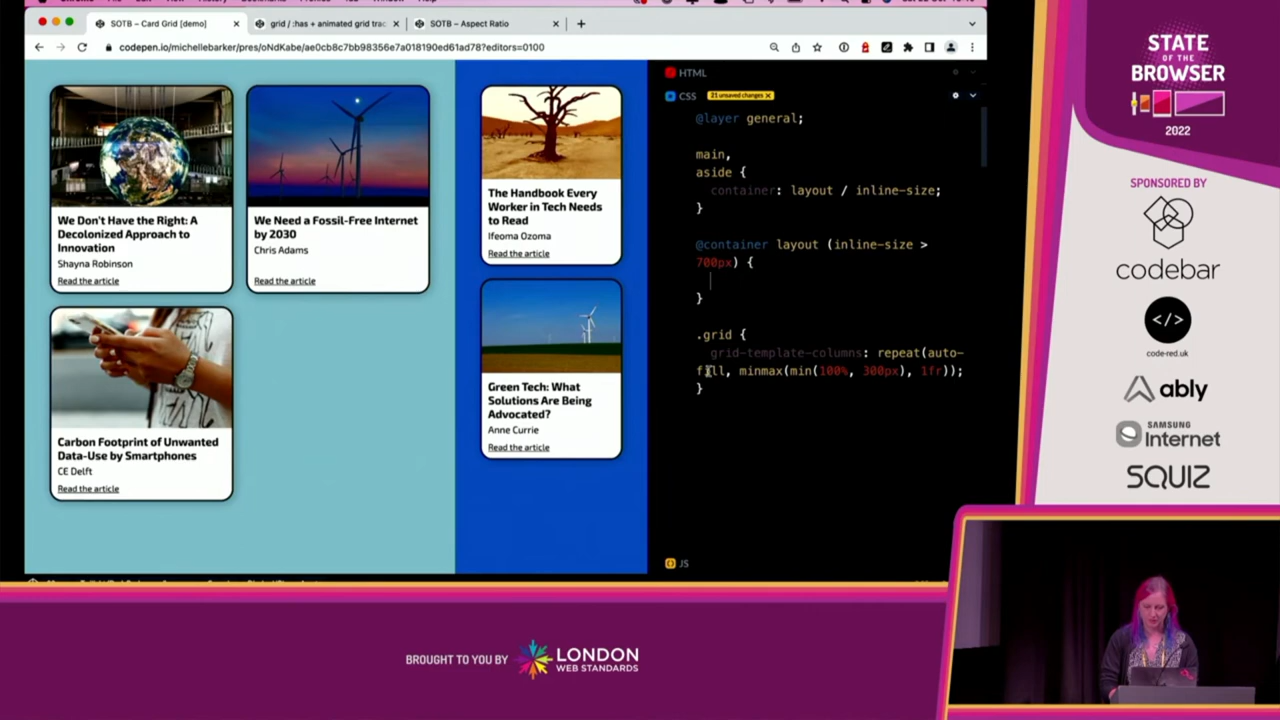 SOTB – Card Grid [demo]
grid / :has + animated grid trac
SOTB – Aspect Ratio
codepen.io/michellebarker/pres/oNdKabe/ae0cb8c7bb98356e7a018190ed61ad78?editors=0100
We Don't Have the Right: A
Decolonized Approach to
Innovation
Shayna Robinson
Read the article
We Need a Fossil-Free Internet
by 2030
Chris Adams
Read the article
Carbon Footprint of Unwanted
Data-Use by Smartphones
CE Delft
Read the article
The Handbook Every
Worker in Tech Needs
to Read
Ifeoma Ozoma
Read the article
Green Tech: What
Solutions Are Being
Advocated?
Anne Currie
Read the article
HTML
CSS
21 unsaved changes X
@layer general;
main,
aside {
container: layout / inline-size;
}
@container layout (inline-size >
700px) {
}
.grid {
grid-template-columns: repeat(auto-
fill, minmax(min(100%, 300px), 1fr));
}
JS
STATE
OF THE
BROWSER
2022
SPONSORED BY
codebar
</>
code-red.uk
ably
SAMSUNG
Internet
SQUIZ
BROUGHT TO YOU BY
LONDON
WEB STANDARDS